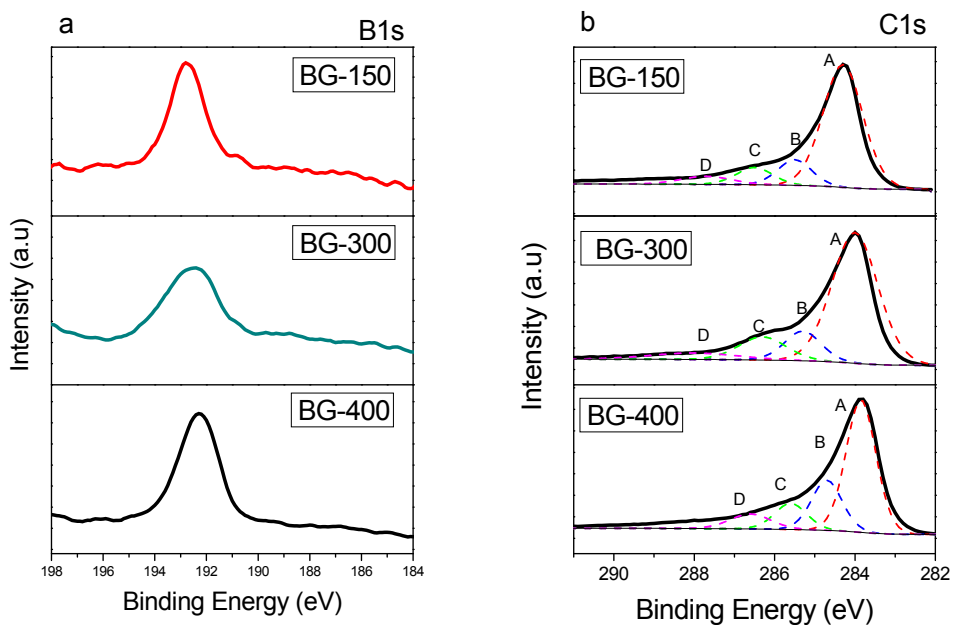 a
B1s
BG-150
BG-300
BG-400
Intensity (a.u)
198 196 194 192 190 188 186 184
Binding Energy (eV)
b
C1s
BG-150
A
B
C
D
BG-300
A
B
C
D
BG-400
A
B
C
D
Intensity (a.u)
290 288 286 284 282
Binding Energy (eV)